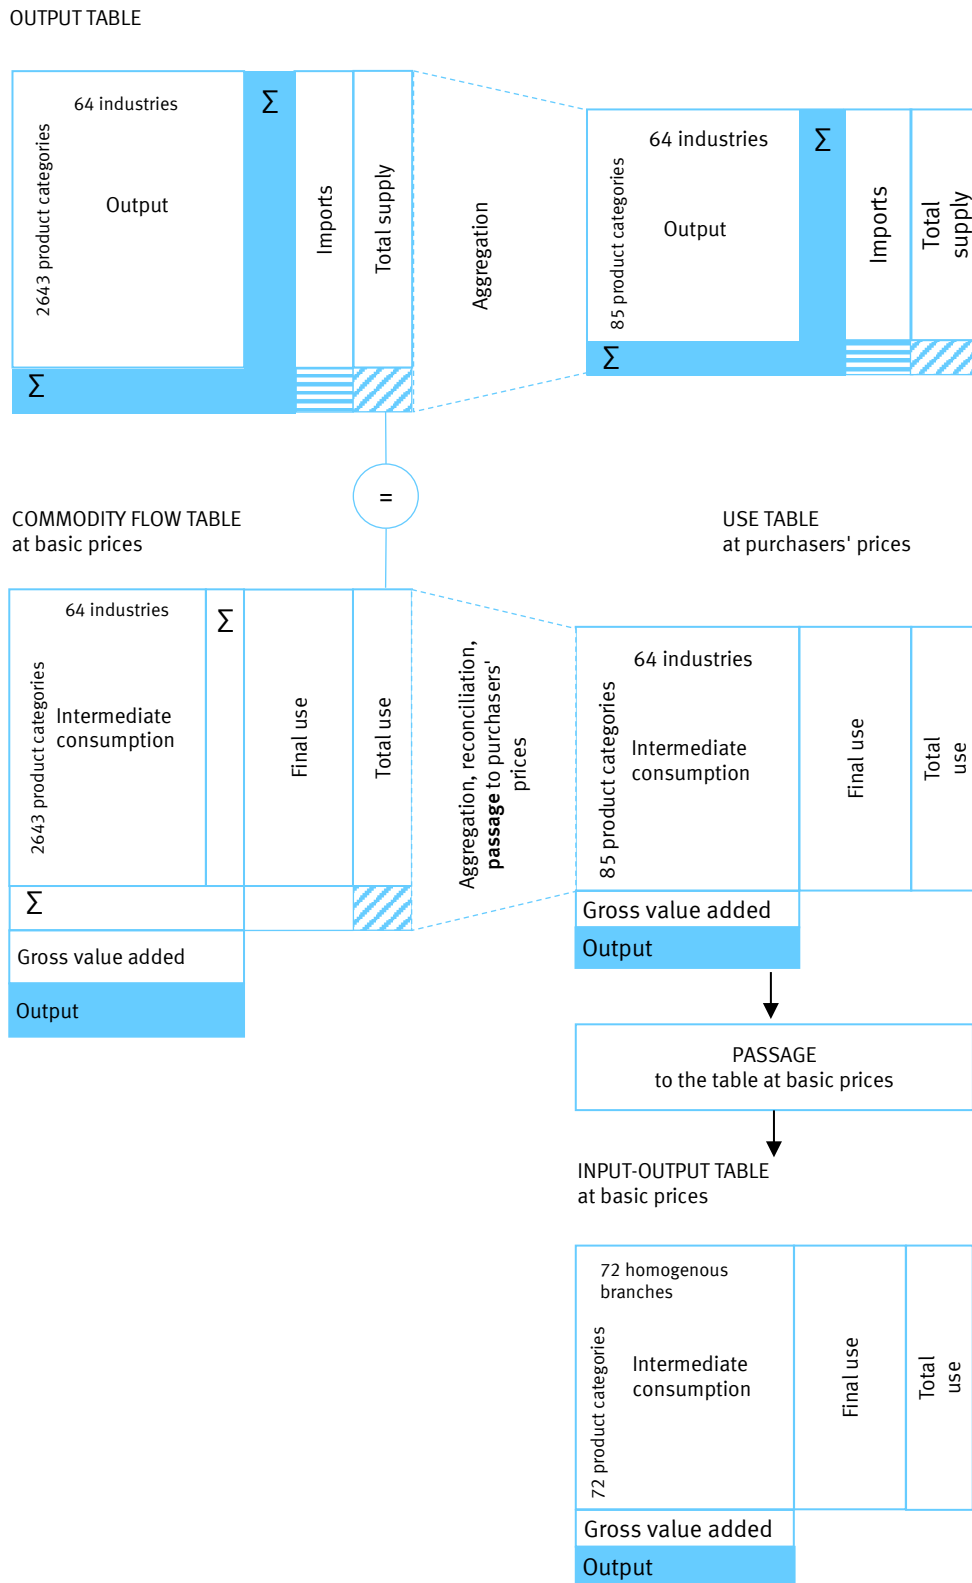 OUTPUT TABLE
64 industries
Σ
2643 product categories
Output
Imports
Total supply
Σ
Aggregation
64 industries
Σ
85 product categories
Output
Imports
Total
supply
Σ
=
COMMODITY FLOW TABLE
at basic prices
USE TABLE
at purchasers' prices
64 industries
Σ
2643 product categories
Intermediate
consumption
Final use
Total use
Σ
Gross value added
Output
Aggregation, reconciliation,
passage to purchasers'
prices
64 industries
85 product categories
Intermediate
consumption
Final use
Total
use
Gross value added
Output
PASSAGE
to the table at basic prices
INPUT-OUTPUT TABLE
at basic prices
72 homogenous
branches
72 product categories
Intermediate
consumption
Final use
Total
use
Gross value added
Output